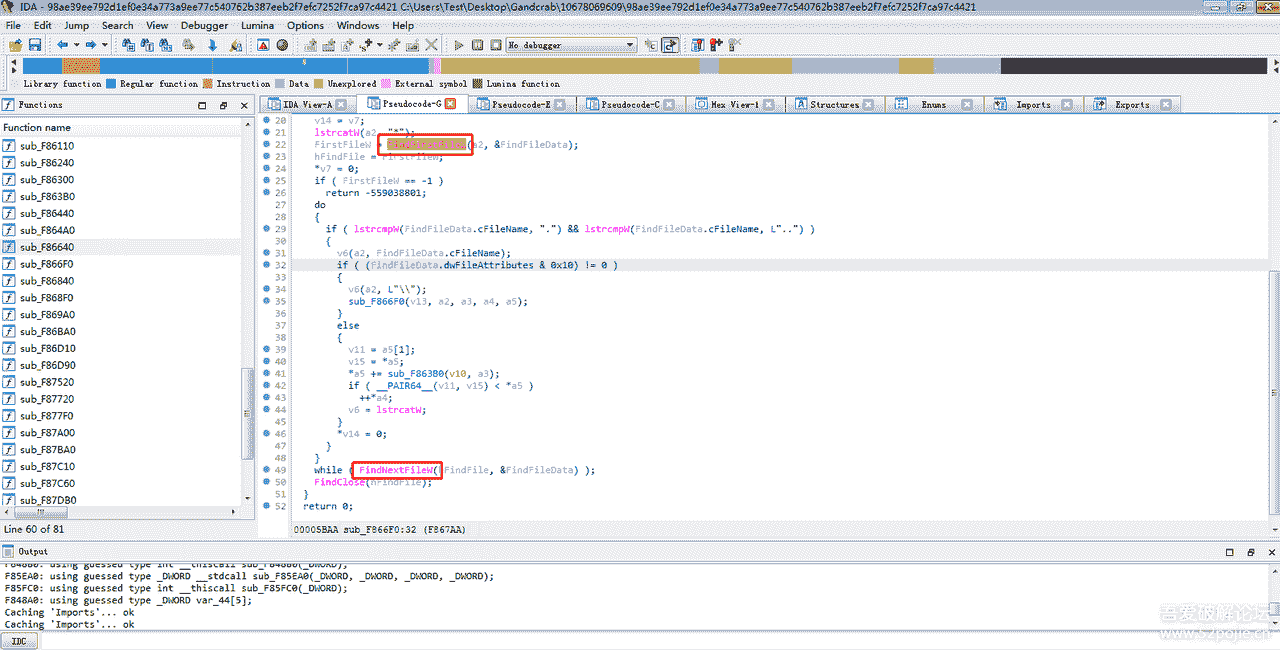 IDA - 98ae39ee792d1ef0e34a773a9ee77c540762b387eeb2f7efc7252f7ca97c4421 C:\Users\Test\Desktop\Gandcrab\10678069609\98ae39ee792d1ef0e34a773a9ee77c540762b387eeb2f7efc7252f7ca97c4421
File Edit Jump Search View Debugger Lumina Options Windows Help
No debugger
Library function Regular function Instruction Data Unexplored External symbol Lumina function
Functions
IDA View-A Pseudocode-G Pseudocode-E Pseudocode-C Hex View-1 Structures Enums Imports Exports
Function name
sub_F86110
sub_F86240
sub_F86300
sub_F863B0
sub_F86440
sub_F864A0
sub_F86640
sub_F866F0
sub_F86840
sub_F868F0
sub_F869A0
sub_F86BA0
sub_F86D10
sub_F86D90
sub_F87520
sub_F87720
sub_F877F0
sub_F87A00
sub_F87BA0
sub_F87C10
sub_F87C60
sub_F87DB0
Line 60 of 81
20 v14 = v7;
21 lstrcatW(a2, "*");
22 FirstFileW = (a2, &FindFileData);
23 hFindFile = FirstFileW;
24 *v7 = 0;
25 if ( FirstFileW == -1 )
26 return -559038801;
27 do
28 {
29 if ( lstrcmpW(FindFileData.cFileName, ".") && lstrcmpW(FindFileData.cFileName, L"..") )
30 {
31 v6(a2, FindFileData.cFileName);
32 if ( (FindFileData.dwFileAttributes & 0x10) != 0 )
33 {
34 v6(a2, L"\\");
35 sub_F866F0(v13, a2, a3, a4, a5);
36 }
37 else
38 {
39 v11 = a5[1];
40 v15 = *a5;
41 *a5 += sub_F863B0(v10, a3);
42 if ( __PAIR64__(v11, v15) < *a5 )
43 ++*a4;
44 v6 = lstrcatW;
45 }
46 *v14 = 0;
47 }
48 }
49 while ( FindNextFileW(hFindFile, &FindFileData) );
50 FindClose(hFindFile);
51 }
52 return 0;
00005BAA sub_F866F0:32 (F867AA)
Output
F848B0: using guessed type int __thiscall sub_F848B0(_DWORD);
F85EA0: using guessed type _DWORD __stdcall sub_F85EA0(_DWORD, _DWORD, _DWORD, _DWORD);
F85FC0: using guessed type int __thiscall sub_F85FC0(_DWORD);
F848A0: using guessed type _DWORD var_44[5];
Caching 'Imports'... ok
Caching 'Imports'... ok
IDC
吾爱破解论坛
www.52pojie.cn